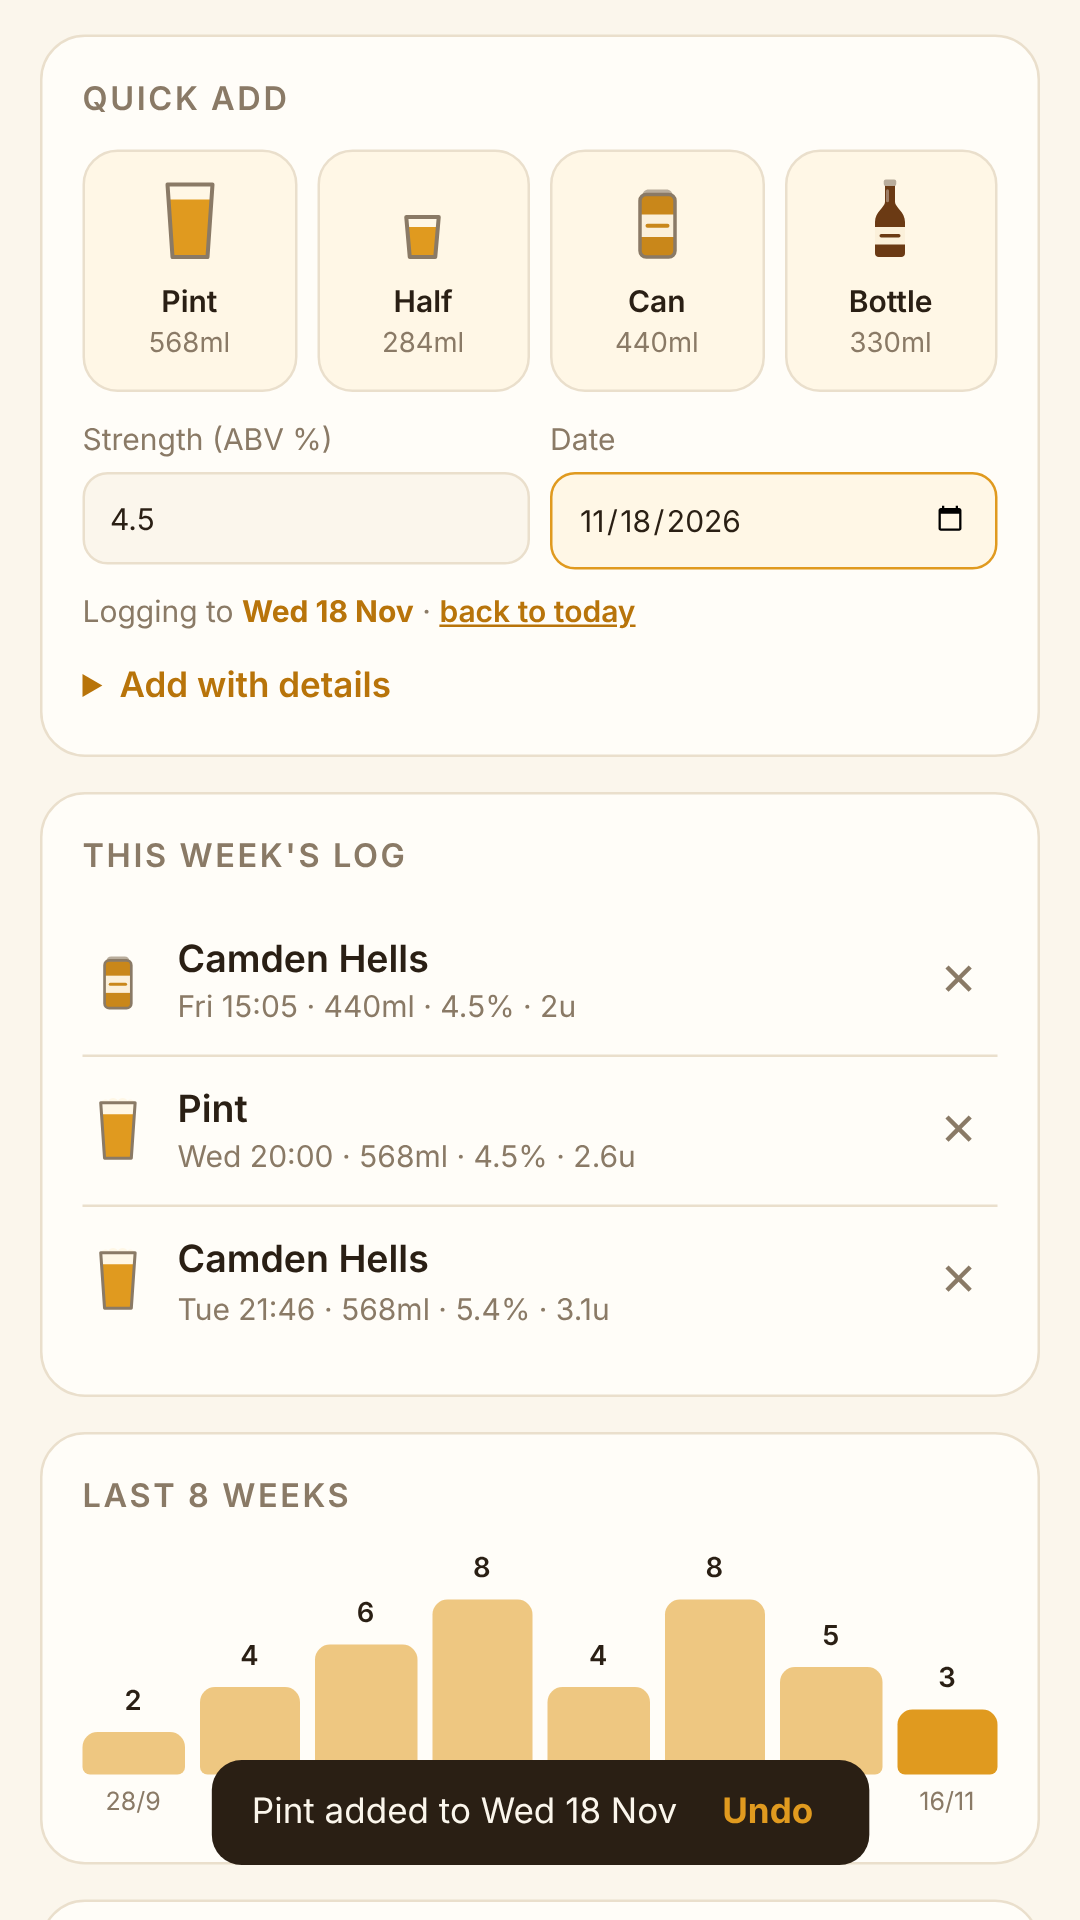 QUICK ADD
Pint
568ml
Half
284ml
Can
440ml
Bottle
330ml
Strength (ABV %)
Date
4.5
11/18/2026
Logging to Wed 18 Nov · back to today
▶ Add with details
THIS WEEK'S LOG
Camden Hells
Fri 15:05 · 440ml · 4.5% · 2u
Pint
Wed 20:00 · 568ml · 4.5% · 2.6u
Camden Hells
Tue 21:46 · 568ml · 5.4% · 3.1u
LAST 8 WEEKS
2
4
6
8
4
8
5
3
28/9
16/11
Pint added to Wed 18 Nov
Undo